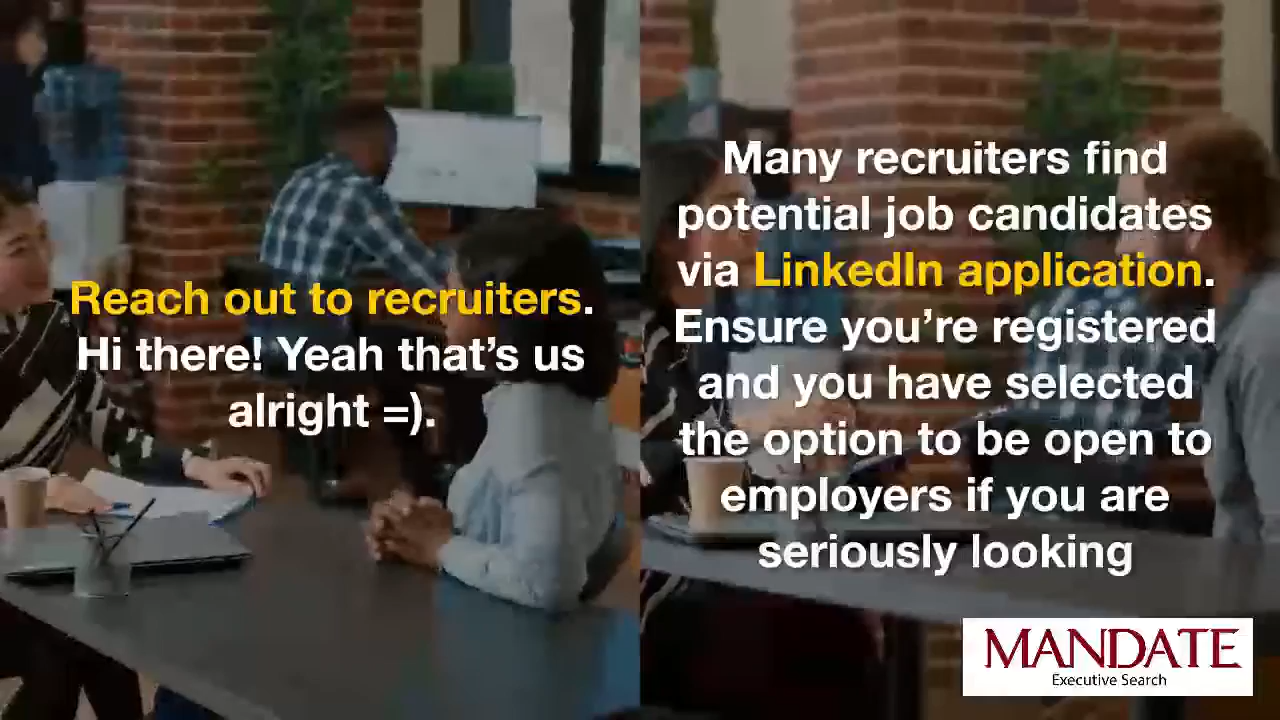 Reach out to recruiters.
Hi there! Yeah that’s us
alright =).
Many recruiters find
potential job candidates
via LinkedIn application.
Ensure you’re registered
and you have selected
the option to be open to
employers if you are
seriously looking
MANDATE
Executive Search